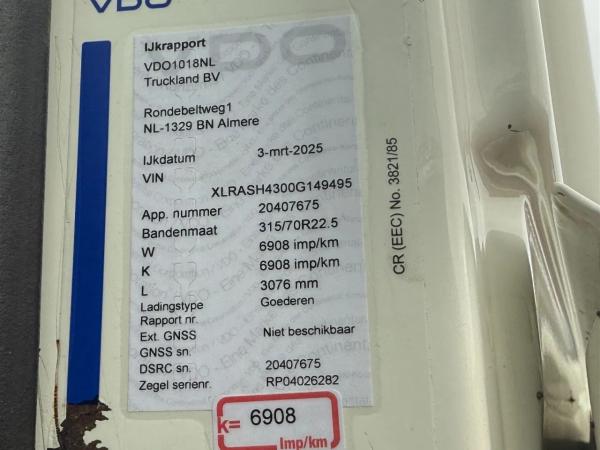 VDO
IJkrapport
VDO1018NL
Truckland BV
Rondebeltweg1
NL-1329 BN Almere
IJkdatum 3-mrt-2025
VIN
XLRASH4300G149495
App. nummer 20407675
Bandenmaat 315/70R22.5
W 6908 imp/km
K 6908 imp/km
L 3076 mm
Ladingstype Goederen
Rapport nr.
Ext. GNSS Niet beschikbaar
GNSS sn.
DSRC sn. 20407675
Zegel serienr. RP04026282
k= 6908
Imp/km
CR (EEC) No. 3821/85